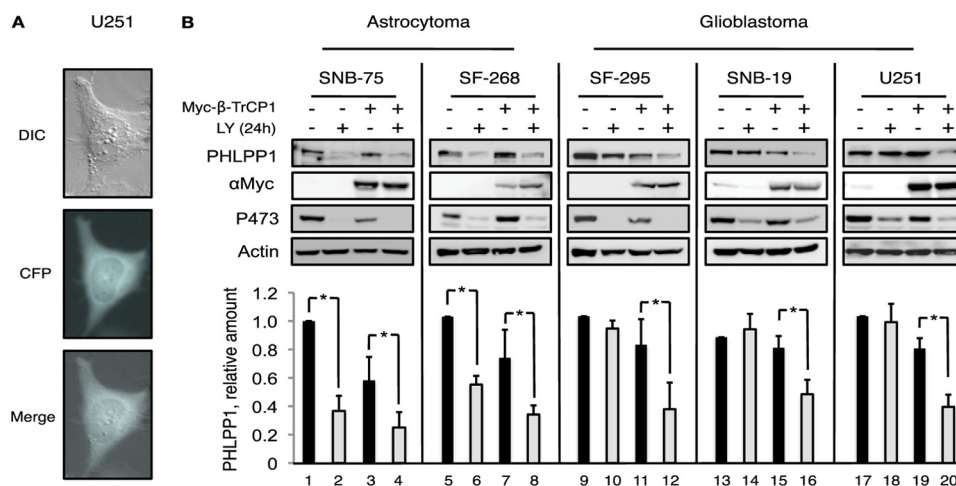 A
U251
DIC
CFP
Merge
B
Astrocytoma
Glioblastoma
SNB-75
SF-268
SF-295
SNB-19
U251
Myc-β-TrCP1 - - + + - - + + - - + + - - + + - - + +
LY (24h) - + - + - + - + - + - + - + - + - + - +
PHLPP1
αMyc
P473
Actin
PHLPP1, relative amount
1.2
1.0
0.8
0.6
0.4
0.2
0
* * * * * * *
1 2 3 4 5 6 7 8 9 10 11 12 13 14 15 16 17 18 19 20